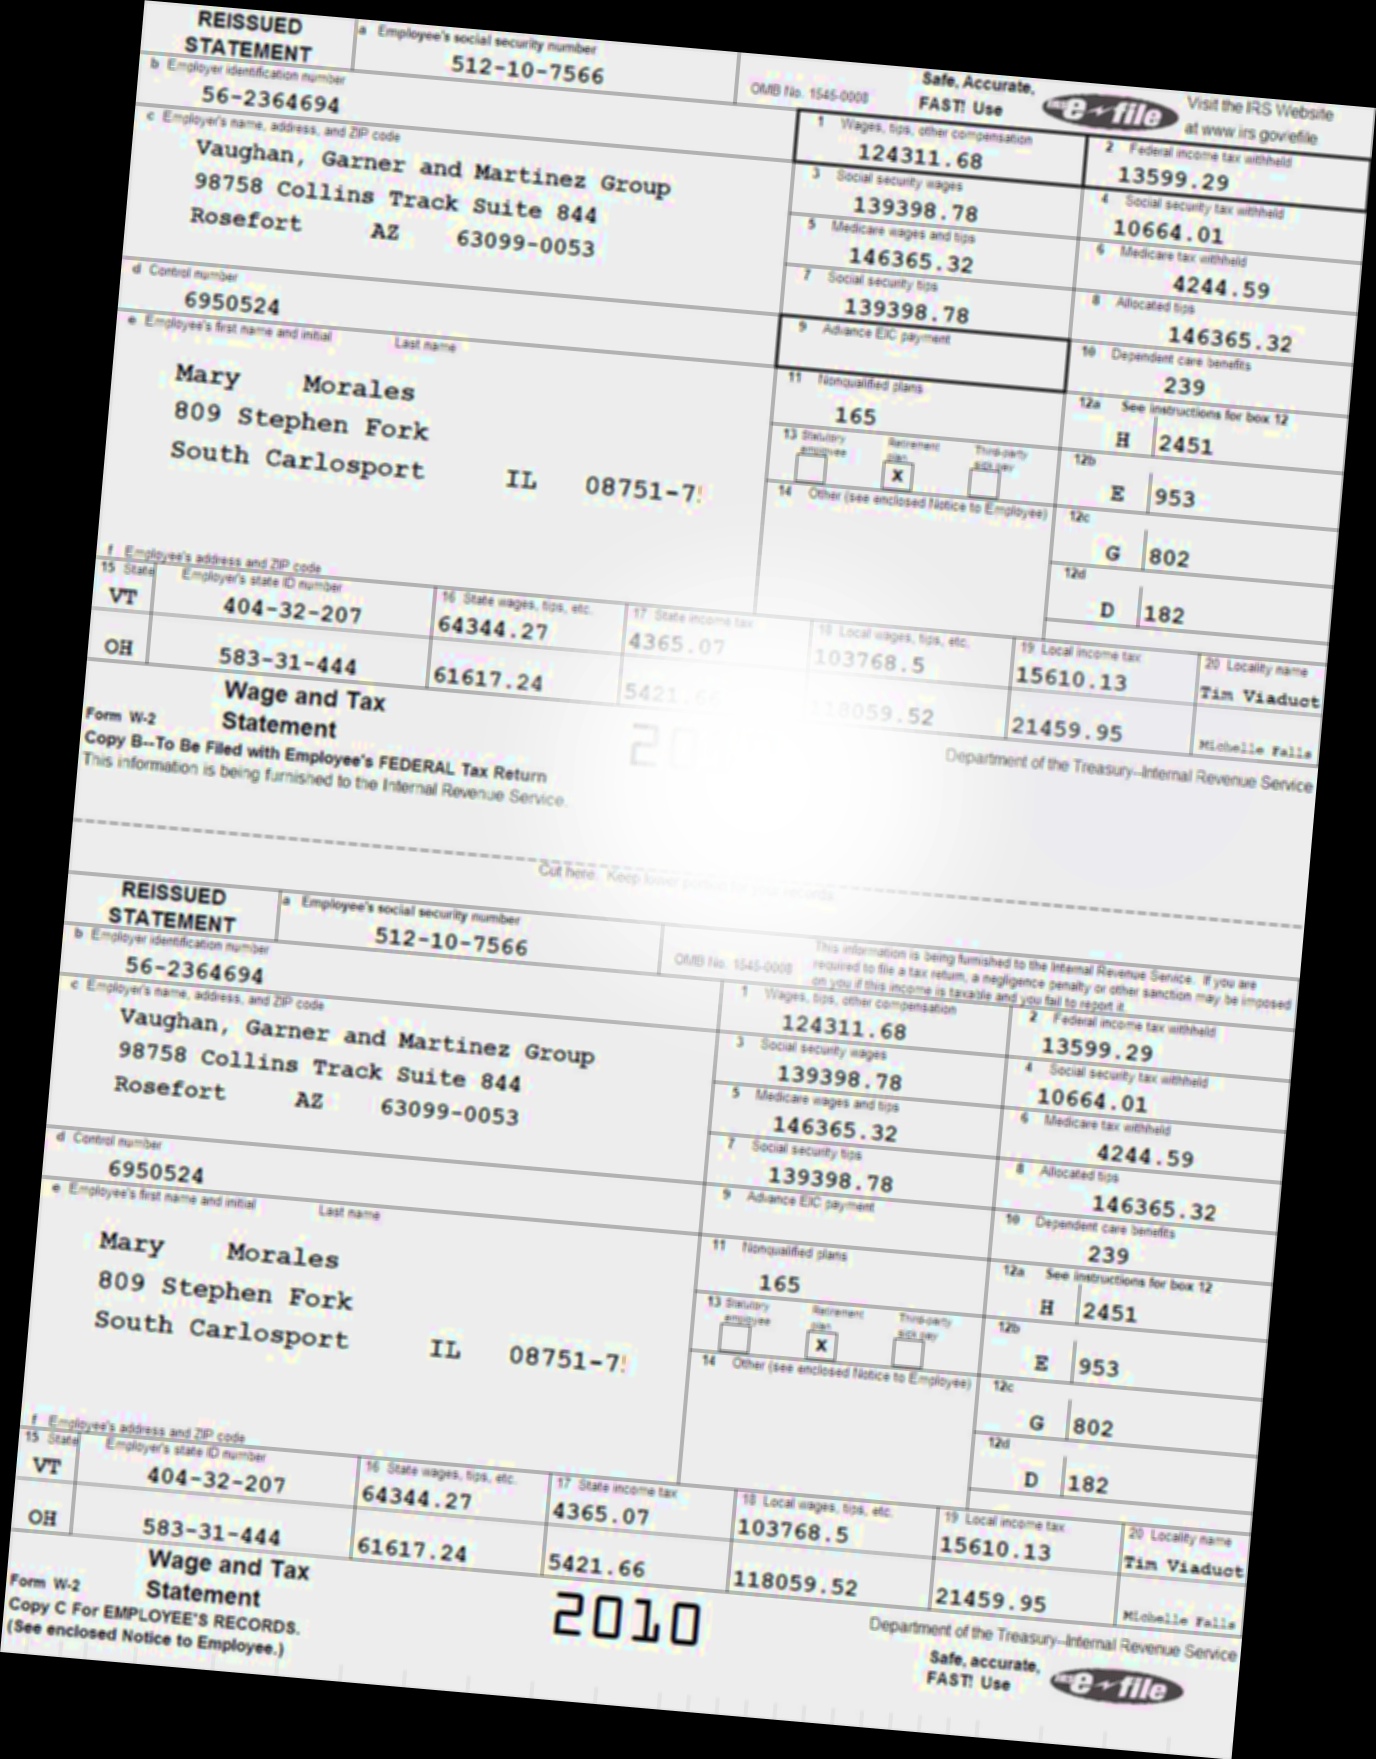 REISSUED
STATEMENT
a Employee's social security number
512-10-7566
OMB No. 1545-0008
Safe, Accurate,
FAST! Use
IRS e-file
Visit the IRS Website
at www.irs.gov/efile
b Employer identification number
56-2364694
c Employer's name, address, and ZIP code
Vaughan, Garner and Martinez Group
98758 Collins Track Suite 844
Rosefort AZ 63099-0053
1 Wages, tips, other compensation
124311.68
2 Federal income tax withheld
13599.29
3 Social security wages
139398.78
4 Social security tax withheld
10664.01
5 Medicare wages and tips
146365.32
6 Medicare tax withheld
4244.59
d Control number
6950524
7 Social security tips
139398.78
8 Allocated tips
146365.32
e Employee's first name and initial Last name
Mary Morales
809 Stephen Fork
South Carlosport IL 08751-7
9 Advance EIC payment
10 Dependent care benefits
239
11 Nonqualified plans
165
12a See instructions for box 12
H 2451
13 Statutory employee Retirement plan Third-party sick pay
X
12b
E 953
14 Other (see enclosed Notice to Employee)
12c
G 802
12d
D 182
f Employee's address and ZIP code
15 State Employer's state ID number
16 State wages, tips, etc.
17 State income tax
18 Local wages, tips, etc.
19 Local income tax
20 Locality name
VT 404-32-207 64344.27 4365.07 103768.5 15610.13 Tim Viaduct
OH 583-31-444 61617.24 5421.66 118059.52 21459.95 Michelle Falls
Form W-2
Wage and Tax
Statement
20
Department of the Treasury--Internal Revenue Service
Copy B--To Be Filed with Employee's FEDERAL Tax Return
This information is being furnished to the Internal Revenue Service.
Cut here. Keep lower portion for your records.
REISSUED
STATEMENT
a Employee's social security number
512-10-7566
OMB No. 1545-0008
This information is being furnished to the Internal Revenue Service. If you are
required to file a tax return, a negligence penalty or other sanction may be imposed
on you if this income is taxable and you fail to report it.
b Employer identification number
56-2364694
c Employer's name, address, and ZIP code
Vaughan, Garner and Martinez Group
98758 Collins Track Suite 844
Rosefort AZ 63099-0053
1 Wages, tips, other compensation
124311.68
2 Federal income tax withheld
13599.29
3 Social security wages
139398.78
4 Social security tax withheld
10664.01
5 Medicare wages and tips
146365.32
6 Medicare tax withheld
4244.59
d Control number
6950524
7 Social security tips
139398.78
8 Allocated tips
146365.32
e Employee's first name and initial Last name
Mary Morales
809 Stephen Fork
South Carlosport IL 08751-7
9 Advance EIC payment
10 Dependent care benefits
239
11 Nonqualified plans
165
12a See instructions for box 12
H 2451
13 Statutory employee Retirement plan Third-party sick pay
X
12b
E 953
14 Other (see enclosed Notice to Employee)
12c
G 802
12d
D 182
f Employee's address and ZIP code
15 State Employer's state ID number
16 State wages, tips, etc.
17 State income tax
18 Local wages, tips, etc.
19 Local income tax
20 Locality name
VT 404-32-207 64344.27 4365.07 103768.5 15610.13 Tim Viaduct
OH 583-31-444 61617.24 5421.66 118059.52 21459.95 Michelle Falls
Form W-2
Wage and Tax
Statement
2010
Department of the Treasury--Internal Revenue Service
Copy C For EMPLOYEE'S RECORDS.
(See enclosed Notice to Employee.)
Safe, accurate,
FAST! Use
IRS e-file